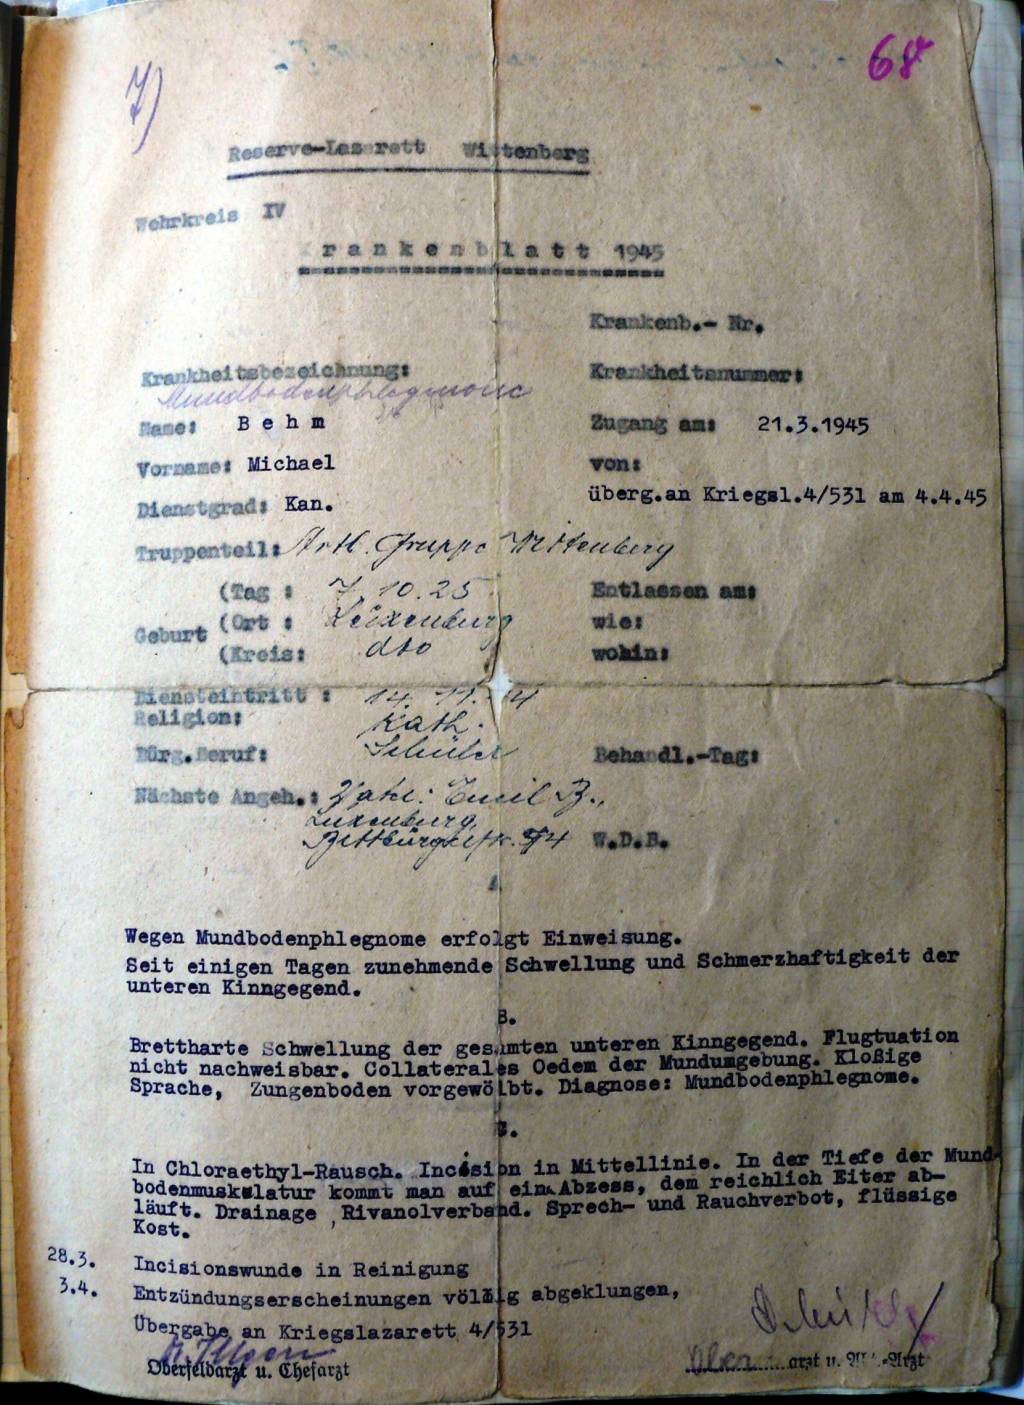 7)
68
Reserve-Lazarett Wittenberg
Wehrkreis IV
Krankenblatt 1945
Krankenb.- Nr.
Krankheitsbezeichnung: Krankheitsnummer:
Mundbodenphlegmone
Name: Behm Zugang am: 21.3.1945
Vorname: Michael von:
Dienstgrad: Kan. überg.an Kriegsl.4/531 am 4.4.45
Truppenteil: Artl. Gruppe Wittenberg
(Tag : 7.10.25 Entlassen am:
Geburt (Ort : Luxemburg wie:
(Kreis: dto wohin:
Diensteintritt : 14. 11. 44
Religion: Kath.
Bürg.Beruf: Schüler Behandl.-Tag:
Nächste Angeh.: Vater: Emil B.,
Luxemburg,
W.D.B.
A.
Wegen Mundbodenphlegnome erfolgt Einweisung.
Seit einigen Tagen zunehmende Schwellung und Schmerzhaftigkeit der
unteren Kinngegend.
B.
Brettharte Schwellung der gesamten unteren Kinngegend. Flugtuation
nicht nachweisbar. Collaterales Oedem der Mundumgebung. Kloßige
Sprache, Zungenboden vorgewölbt. Diagnose: Mundbodenphlegnome.
C.
In Chloraethyl-Rausch. Incision in Mittellinie. In der Tiefe der Mund-
bodenmuskulatur kommt man auf ein Abzess, dem reichlich Eiter ab-
läuft. Drainage, Rivanolverband. Sprech- und Rauchverbot, flüssige
Kost.
28.3. Incisionswunde in Reinigung
3.4. Entzündungserscheinungen völlig abgeklungen,
Übergabe an Kriegslazarett 4/531
Oberfeldarzt u. Chefarzt Ober arzt u. -Arzt